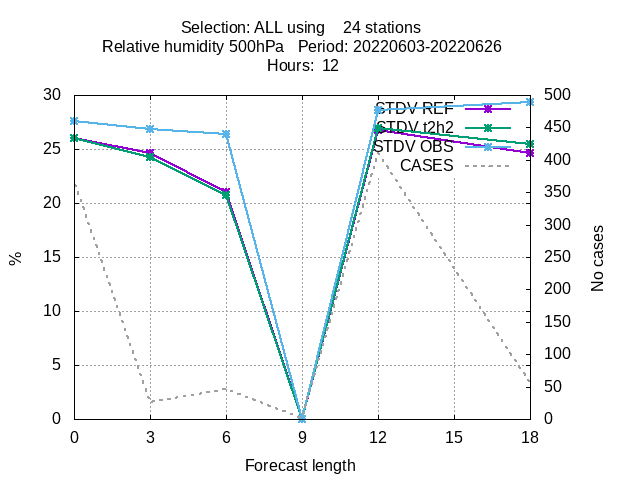 Selection: ALL using    24 stations
Relative humidity 500hPa   Period: 20220603-20220626
Hours:  12
STDV REF
STDV t2h2
STDV OBS
CASES
30
25
20
15
10
5
0
%
500
450
400
350
300
250
200
150
100
50
0
No cases
0 3 6 9 12 15 18
Forecast length